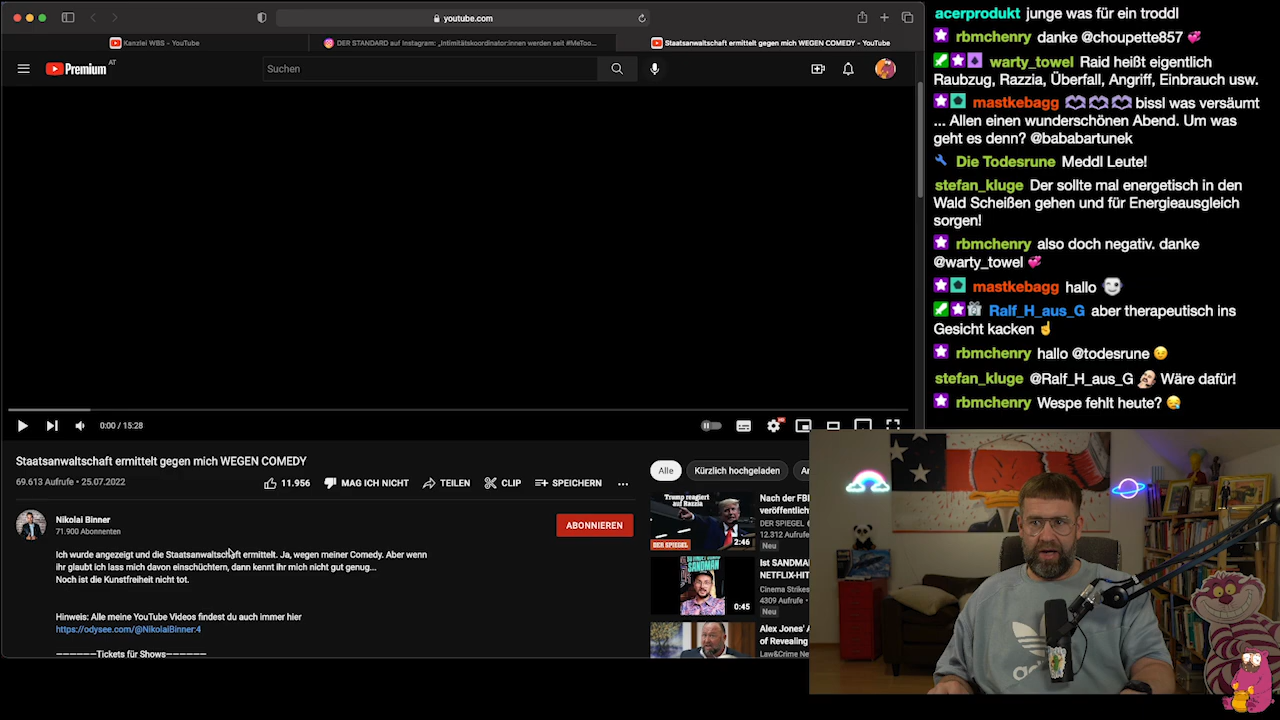 youtube.com
Kanzlei WBS - YouTube
DER STANDARD auf Instagram: „Intimitätskoordinator:innen werden seit #MeToo...
Staatsanwaltschaft ermittelt gegen mich WEGEN COMEDY - YouTube
Premium AT
Suchen
0:00 / 15:28
Staatsanwaltschaft ermittelt gegen mich WEGEN COMEDY
69.613 Aufrufe • 25.07.2022
11.956
MAG ICH NICHT
TEILEN
CLIP
SPEICHERN
...
Nikolai Binner
71.900 Abonnenten
ABONNIEREN
Ich wurde angezeigt und die Staatsanwaltschaft ermittelt. Ja, wegen meiner Comedy. Aber wenn
ihr glaubt ich lass mich davon einschüchtern, dann kennt ihr mich nicht gut genug...
Noch ist die Kunstfreiheit nicht tot.
Hinweis: Alle meine YouTube Videos findest du auch immer hier
https://odysee.com/@NikolaiBinner:4
——————Tickets für Shows——————
Alle
Kürzlich hochgeladen
Trump reagiert
auf Razzia
DER SPIEGEL
2:46
Nach der FBI
veröffentlich
DER SPIEGEL
12.312 Aufrufe
Neu
SANDMAN
0:45
Ist SANDMAN
NETFLIX-HIT
Cinema Strikes
4309 Aufrufe
Neu
Alex Jones'
of Revealing
Law&Crime Ne
acerprodukt junge was für ein troddl
rbmchenry danke @choupette857
warty_towel Raid heißt eigentlich
Raubzug, Razzia, Überfall, Angriff, Einbrauch usw.
mastkebagg bissl was versäumt
... Allen einen wunderschönen Abend. Um was
geht es denn? @bababartunek
Die Todesrune Meddl Leute!
stefan_kluge Der sollte mal energetisch in den
Wald Scheißen gehen und für Energieausgleich
sorgen!
rbmchenry also doch negativ. danke
@warty_towel
mastkebagg hallo
Ralf_H_aus_G aber therapeutisch ins
Gesicht kacken
rbmchenry hallo @todesrune
stefan_kluge @Ralf_H_aus_G Wäre dafür!
rbmchenry Wespe fehlt heute?